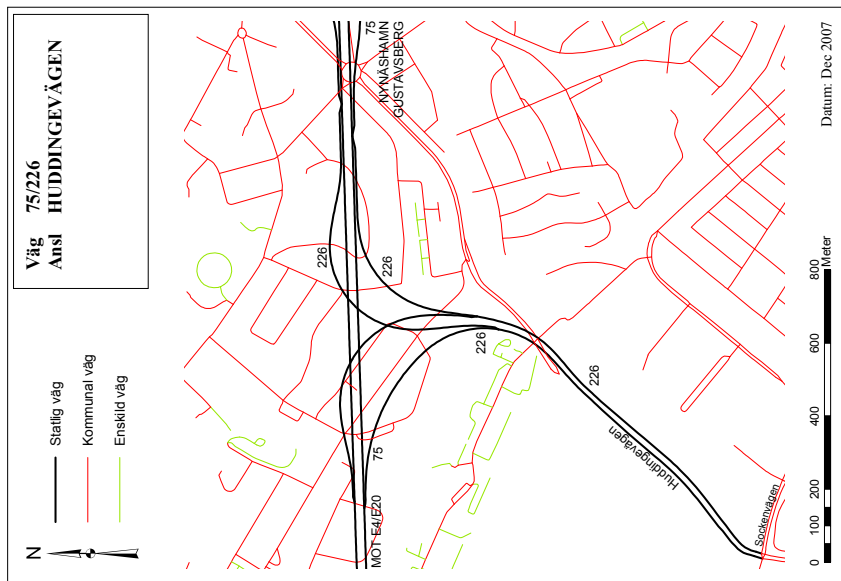 Väg 75/226
Ansl HUDDINGEVÄGEN
N
Statlig väg
Kommunal väg
Enskild väg
75
NYNÄSHAMN
GUSTAVSBERG
226
226
226
226
75
MOT E4/E20
Huddingevägen
Sockenvägen
0 100 200 400 600 800
Meter
Datum: Dec 2007